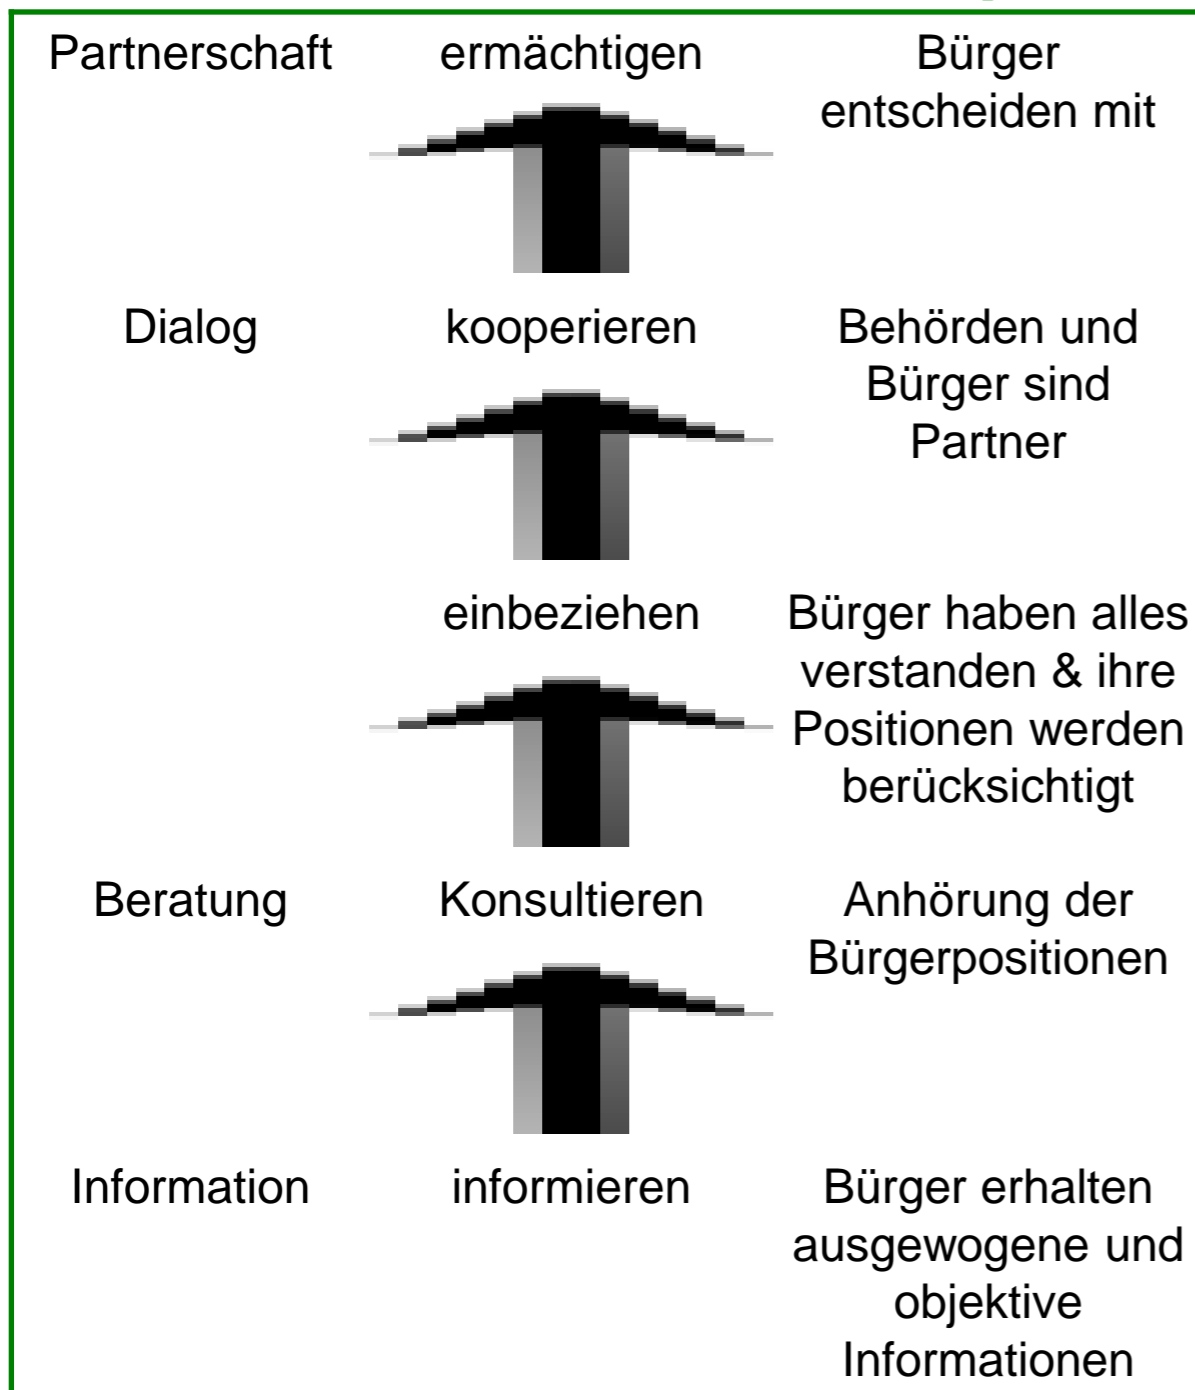 Partnerschaft ermächtigen Bürger
entscheiden mit
Dialog kooperieren Behörden und
Bürger sind
Partner
einbeziehen Bürger haben alles
verstanden & ihre
Positionen werden
berücksichtigt
Beratung Konsultieren Anhörung der
Bürgerpositionen
Information informieren Bürger erhalten
ausgewogene und
objektive
Informationen